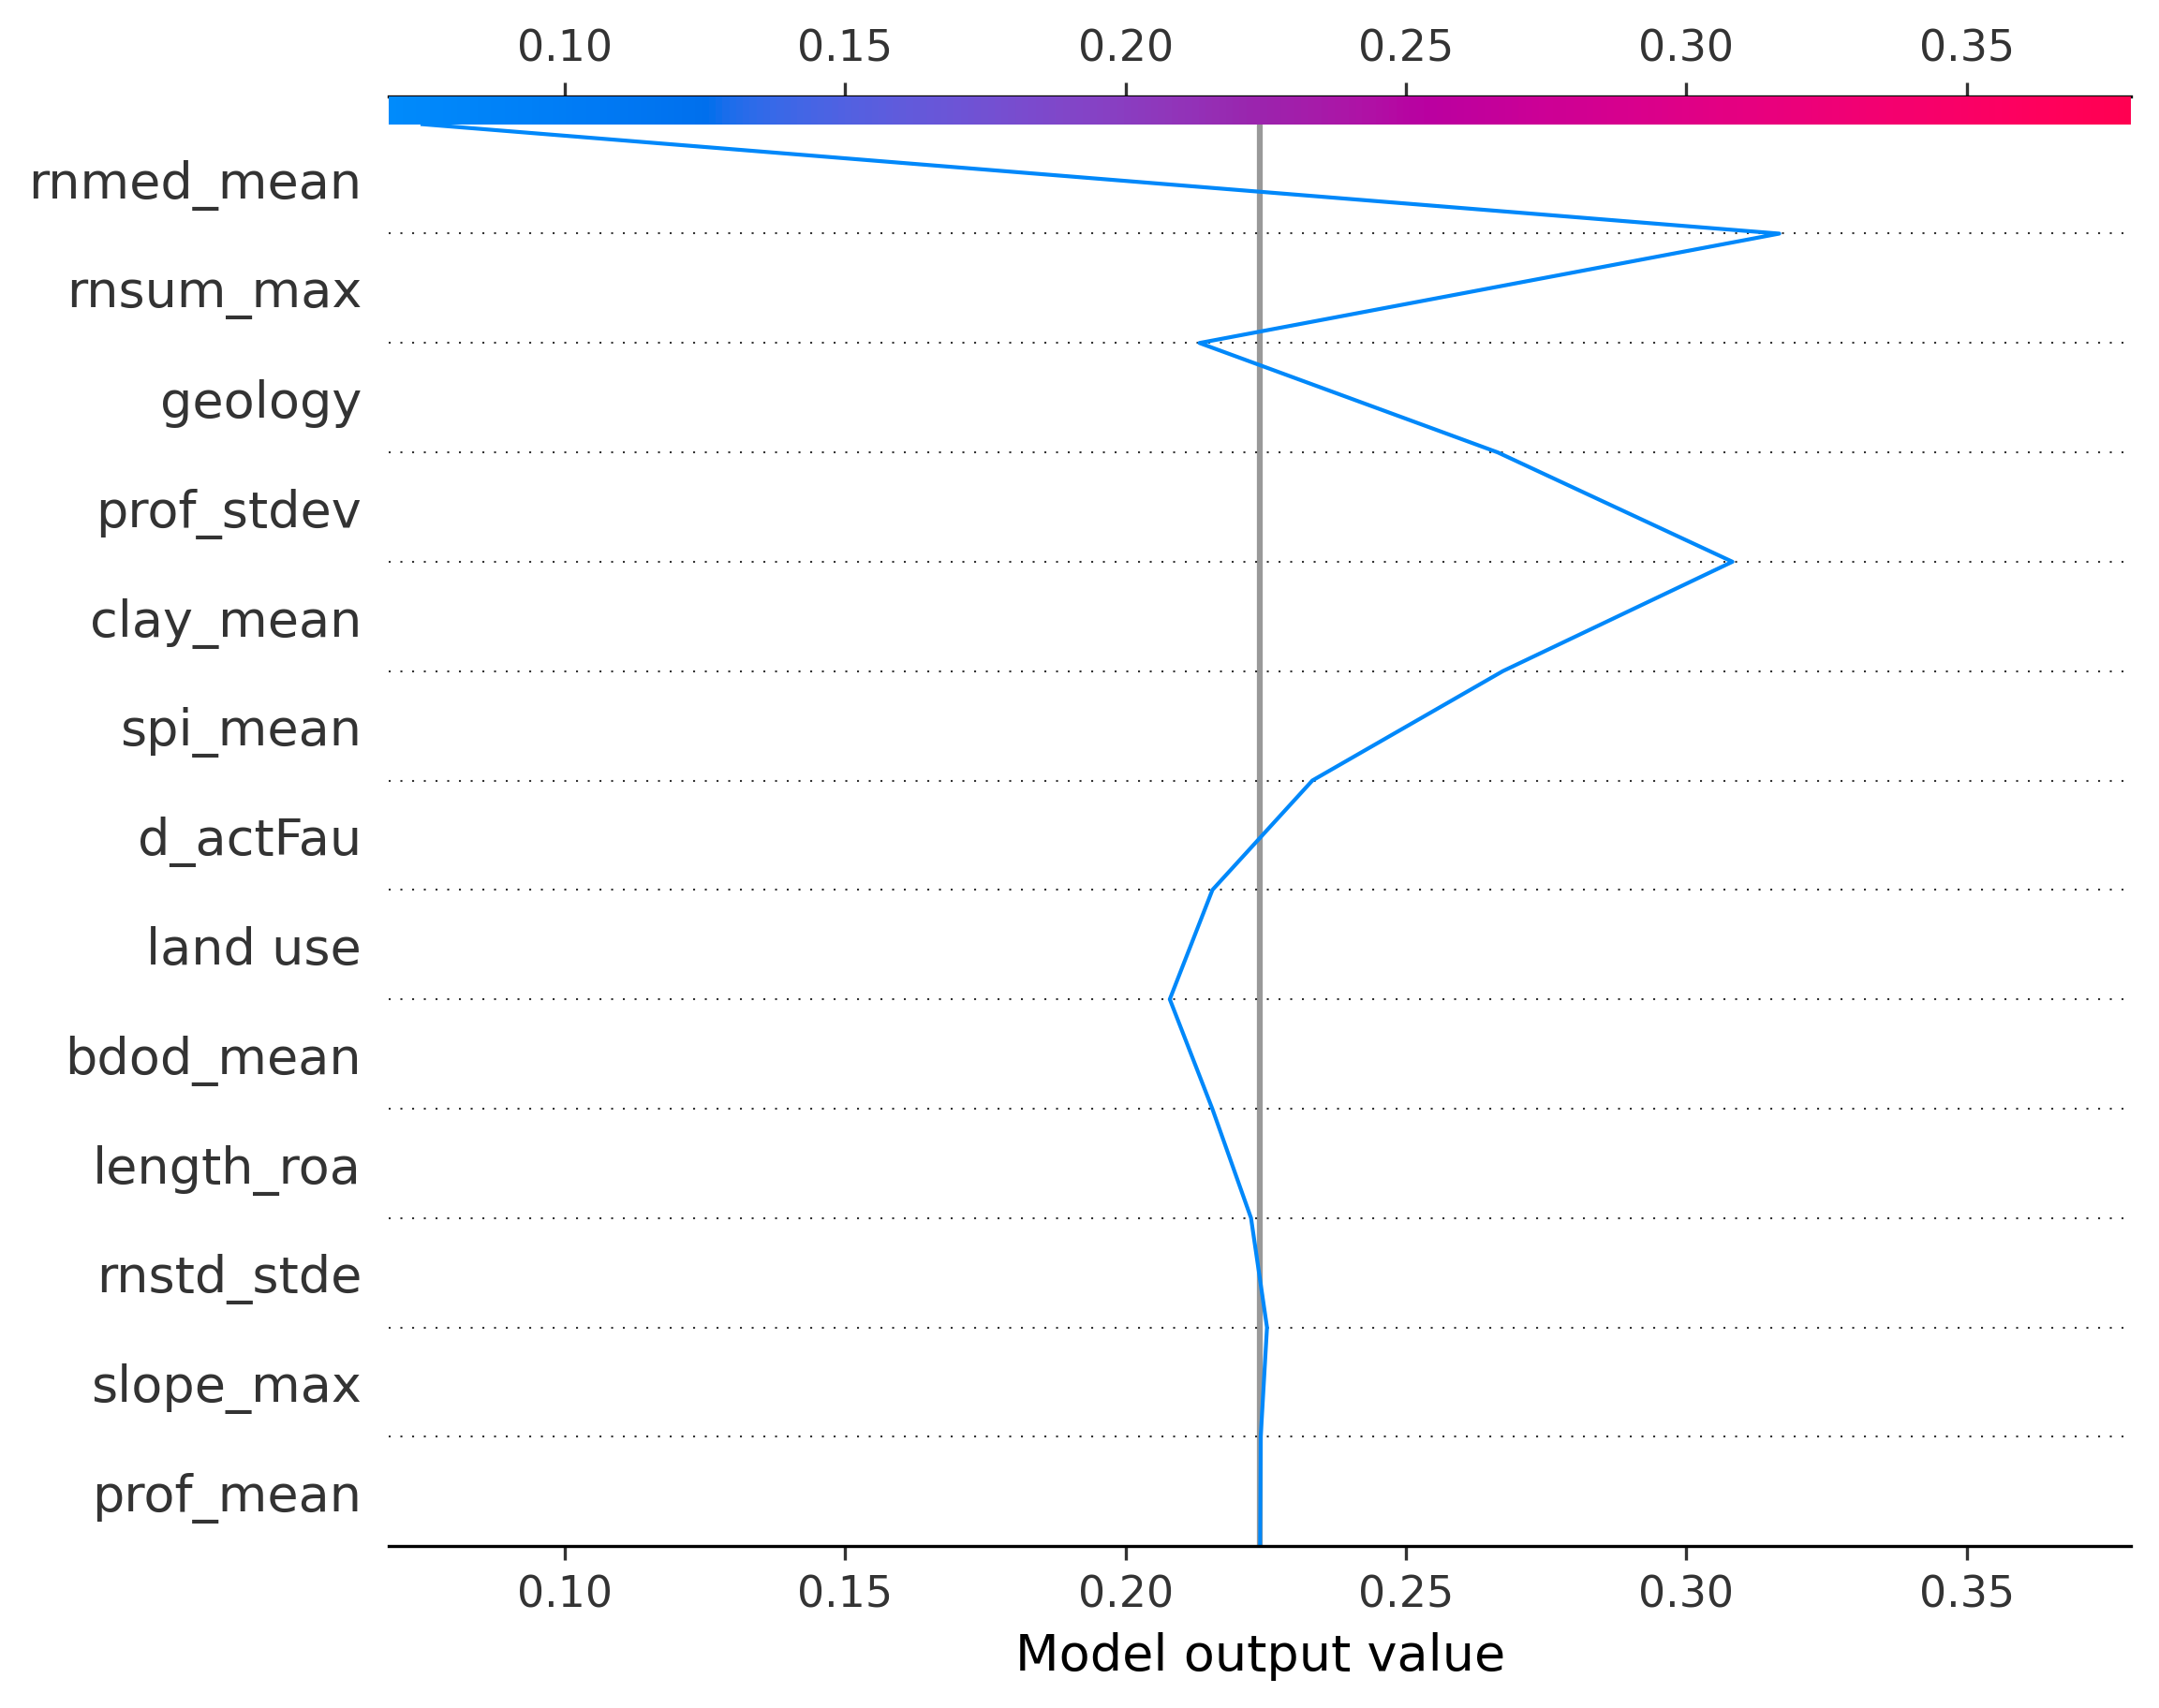 0.10 0.15 0.20 0.25 0.30 0.35
rnmed_mean
rnsum_max
geology
prof_stdev
clay_mean
spi_mean
d_actFau
land use
bdod_mean
length_roa
rnstd_stde
slope_max
prof_mean
0.10 0.15 0.20 0.25 0.30 0.35
Model output value